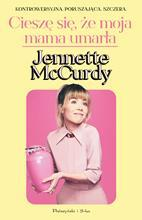 KONTROWERSYJNA. PORUSZAJĄCA. SZCZERA.
Cieszę się, że moja
mama umarła
Jennette
McCurdy
Prószyński i S-ka